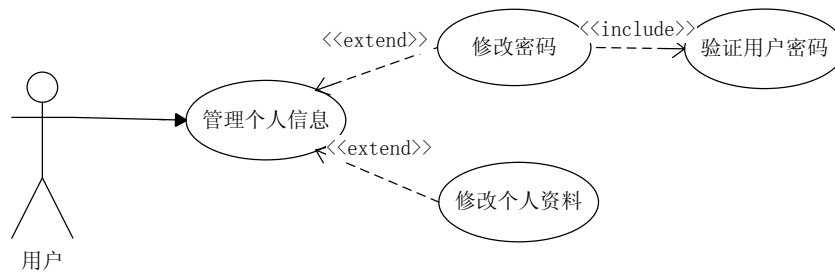 修改密码
<<include>>
验证用户密码
<<extend>>
管理个人信息
<<extend>>
修改个人资料
用户